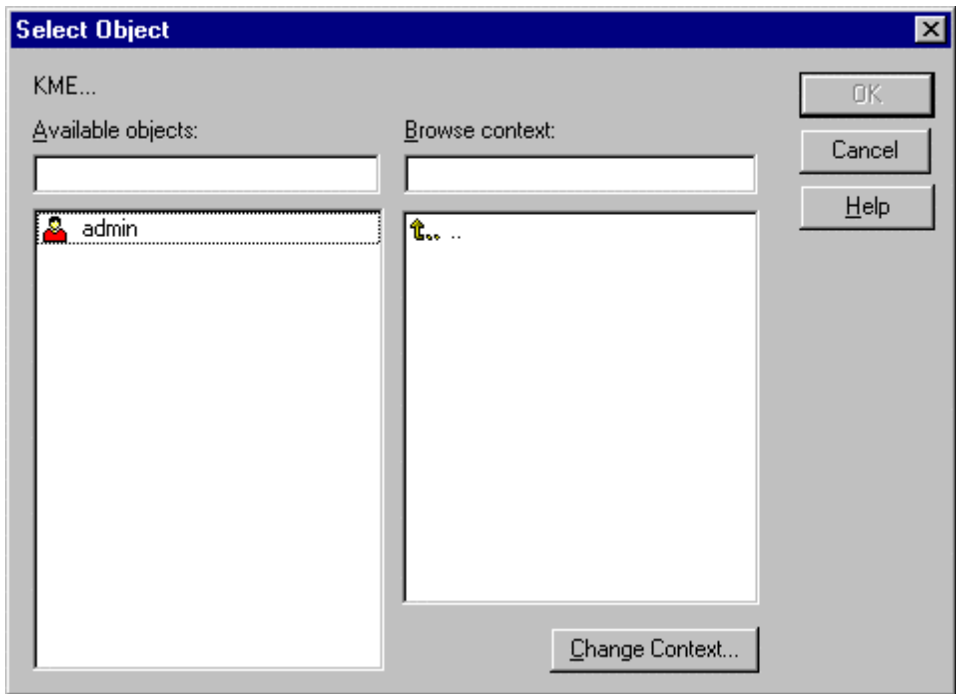 Select Object
KME...
Available objects:
Browse context:
admin
..
OK
Cancel
Help
Change Context...